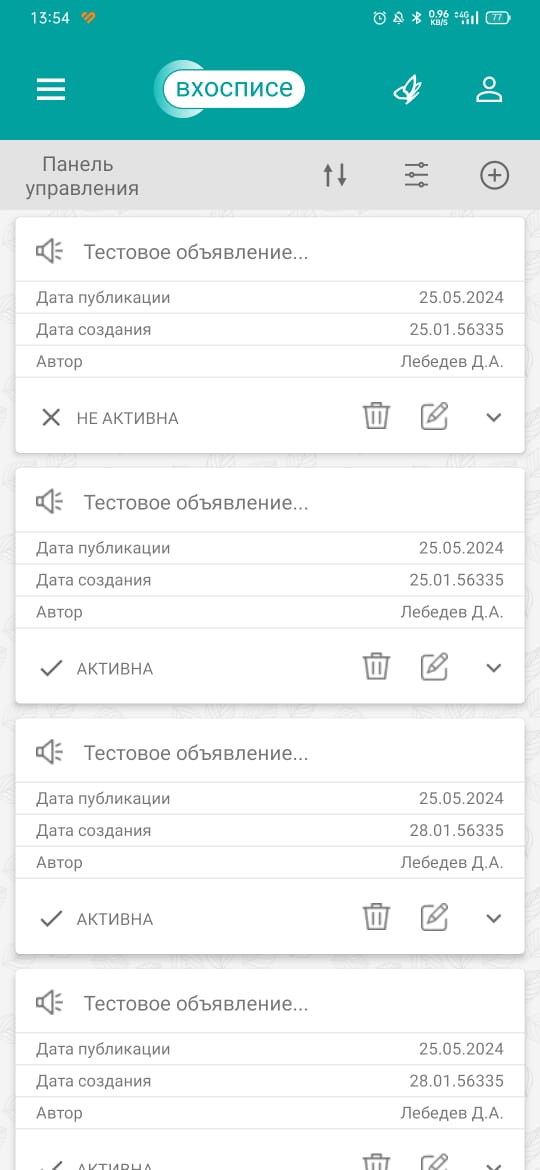 13:54
0.96 KB/S 4G 77
вхосписе
Панель
управления
Тестовое объявление...
Дата публикации 25.05.2024
Дата создания 25.01.56335
Автор Лебедев Д.А.
НЕ АКТИВНА
Тестовое объявление...
Дата публикации 25.05.2024
Дата создания 25.01.56335
Автор Лебедев Д.А.
АКТИВНА
Тестовое объявление...
Дата публикации 25.05.2024
Дата создания 28.01.56335
Автор Лебедев Д.А.
АКТИВНА
Тестовое объявление...
Дата публикации 25.05.2024
Дата создания 28.01.56335
Автор Лебедев Д.А.
АКТИВНА